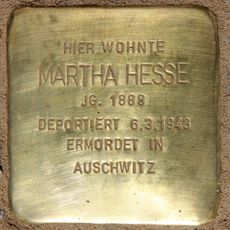 HIER WOHNTE
MARTHA HESSE
JG. 1888
DEPORTIERT 6.3.1943
ERMORDET IN
AUSCHWITZ